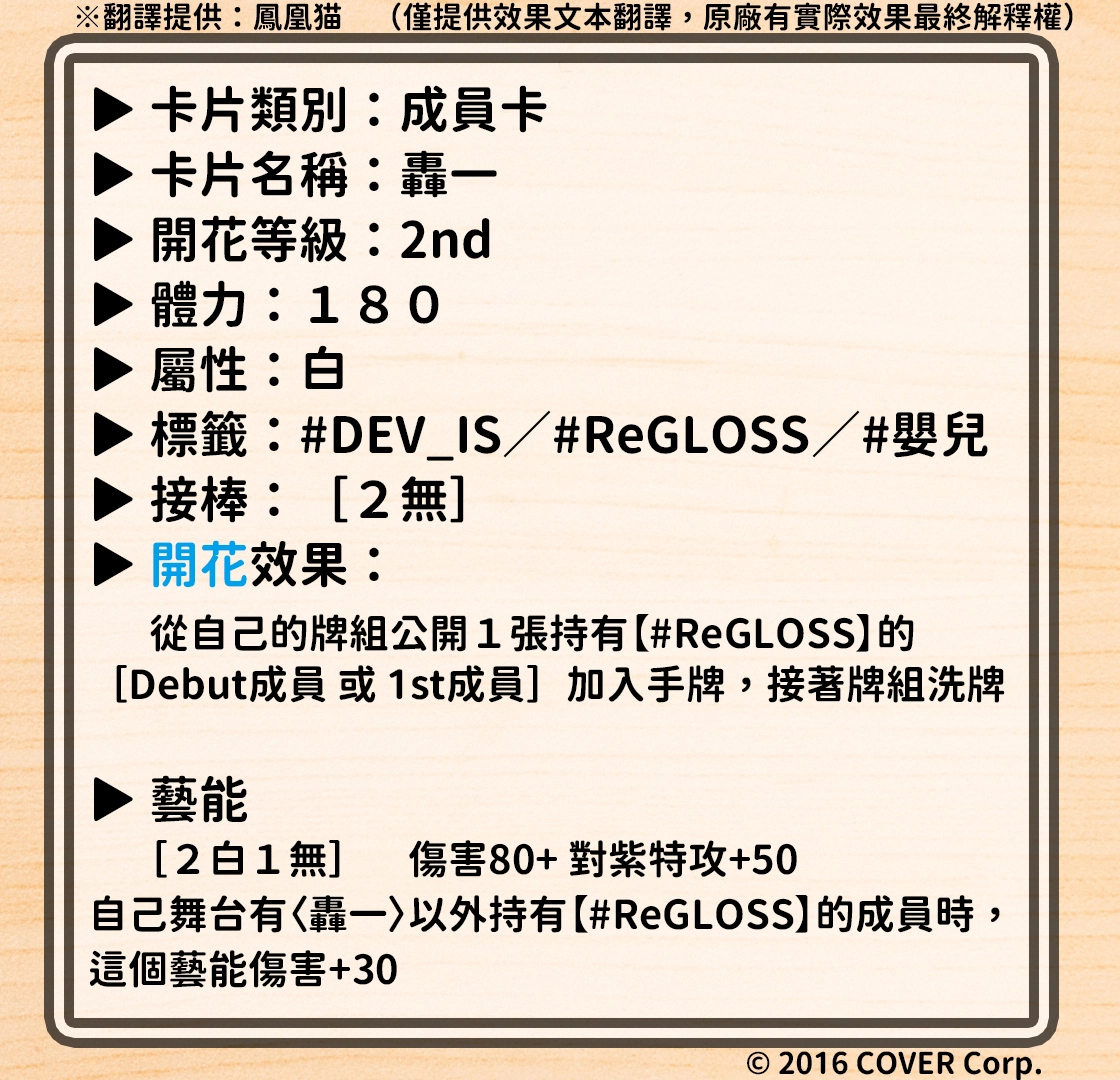 ※翻譯提供：鳳凰猫　（僅提供效果文本翻譯，原廠有實際效果最終解釋權）
▶ 卡片類別：成員卡
▶ 卡片名稱：轟一
▶ 開花等級：2nd
▶ 體力：１８０
▶ 屬性：白
▶ 標籤：#DEV_IS／#ReGLOSS／#嬰兒
▶ 接棒：［２無］
▶ 開花效果：
從自己的牌組公開１張持有【#ReGLOSS】的
［Debut成員 或 1st成員］加入手牌，接著牌組洗牌
▶ 藝能
［２白１無］　傷害80+ 對紫特攻+50
自己舞台有〈轟一〉以外持有【#ReGLOSS】的成員時，
這個藝能傷害+30
© 2016 COVER Corp.